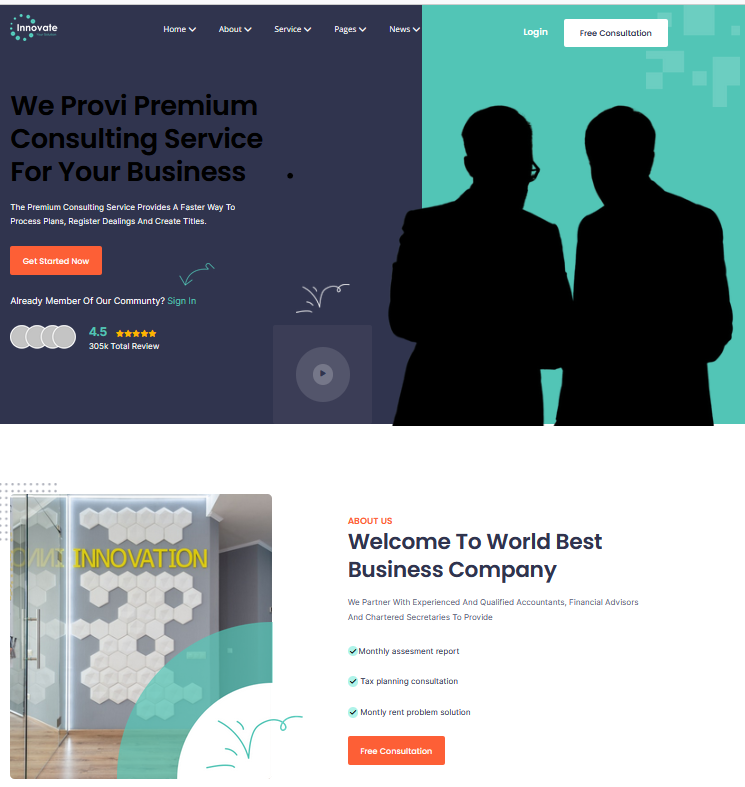 Innovate
Home
About
Service
Pages
News
Login
Free Consultation
We Provi Premium
Consulting Service
For Your Business
The Premium Consulting Service Provides A Faster Way To
Process Plans, Register Dealings And Create Titles.
Get Started Now
Already Member Of Our Communty? Sign In
4.5
305k Total Review
INNOVATION
ABOUT US
Welcome To World Best
Business Company
We Partner With Experienced And Qualified Accountants, Financial Advisors
And Chartered Secretaries To Provide
Monthly assesment report
Tax planning consultation
Montly rent problem solution
Free Consultation